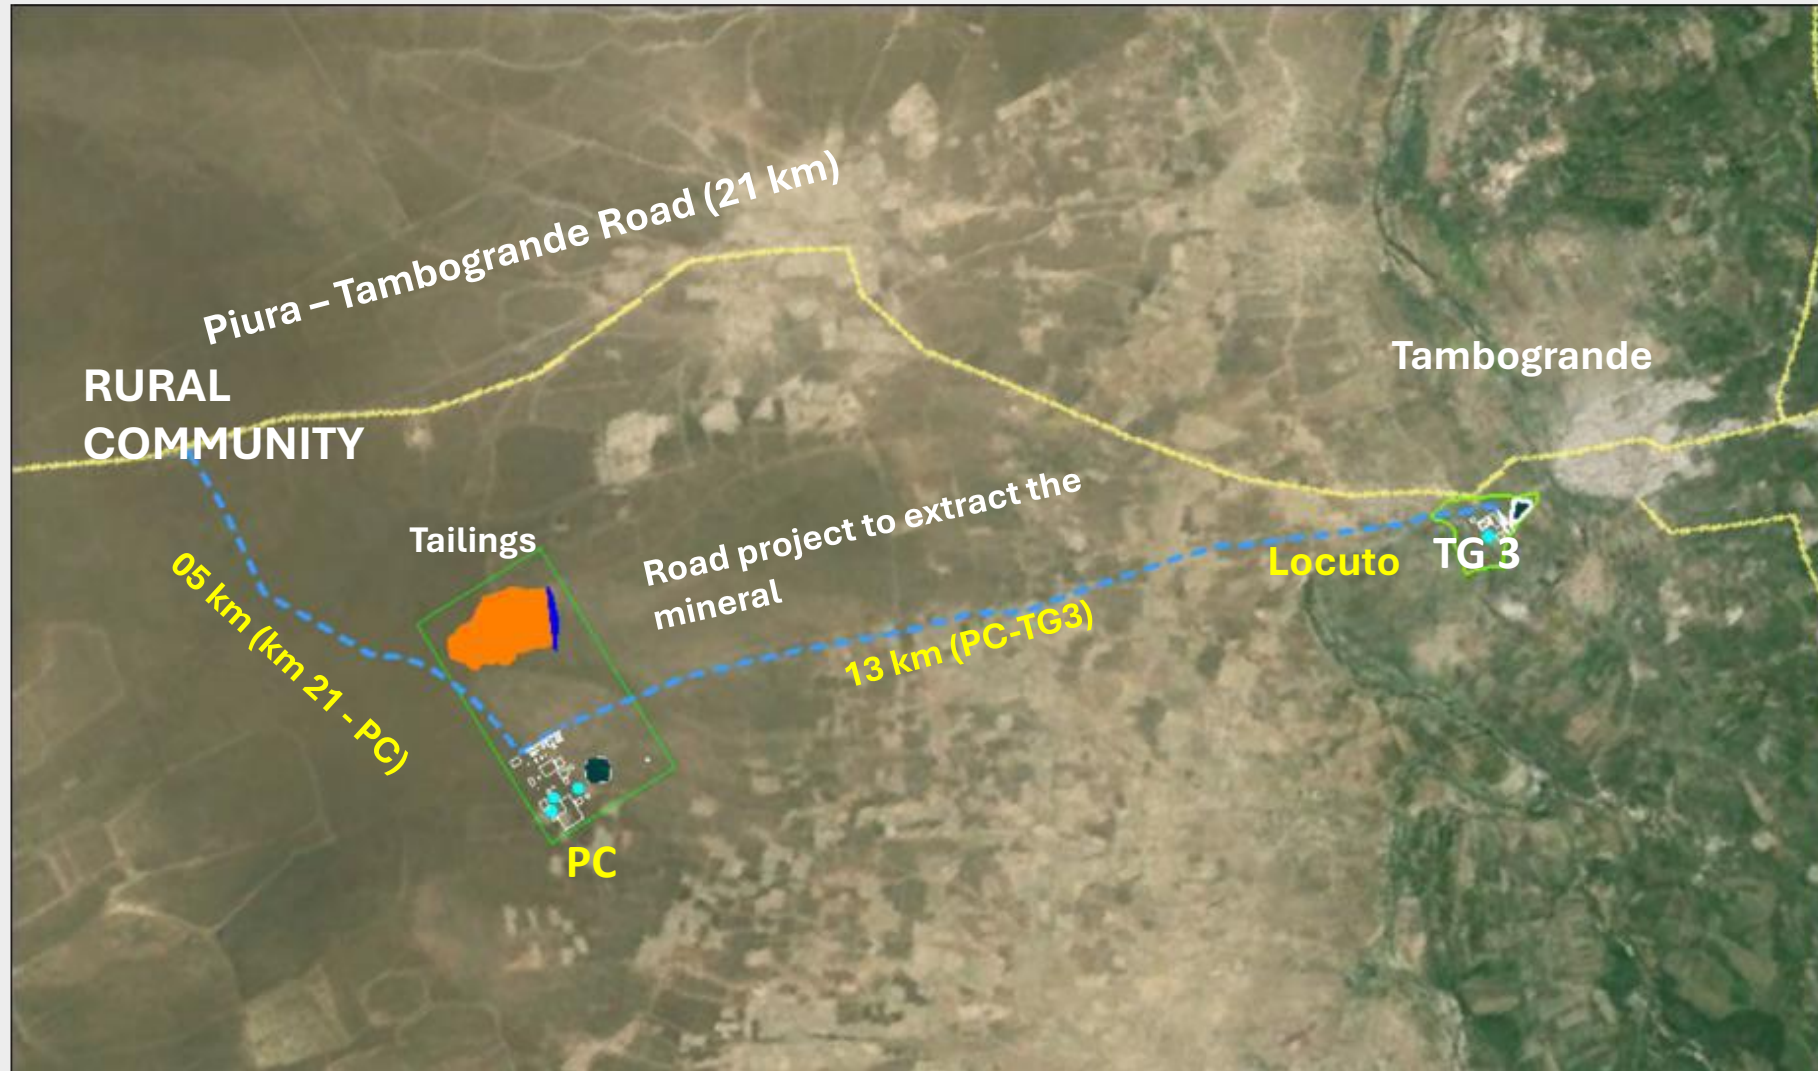 Piura – Tambogrande Road (21 km)
RURAL
COMMUNITY
Tambogrande
Tailings
Road project to extract the
mineral
Locuto
TG 3
05 km (km 21 - PC)
13 km (PC-TG3)
PC